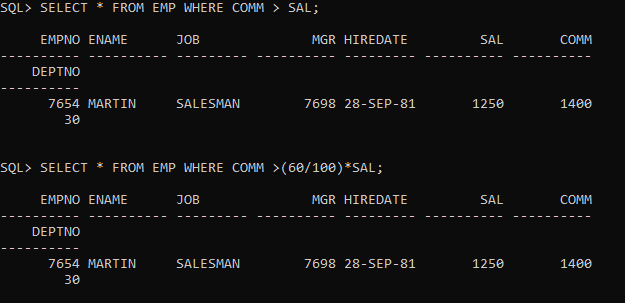 SQL> SELECT * FROM EMP WHERE COMM > SAL;
     EMPNO ENAME      JOB              MGR HIREDATE         SAL       COMM
---------- ---------- --------- ---------- --------- ---------- ----------
    DEPTNO
----------
      7654 MARTIN     SALESMAN        7698 28-SEP-81       1250       1400
        30
SQL> SELECT * FROM EMP WHERE COMM >(60/100)*SAL;
     EMPNO ENAME      JOB              MGR HIREDATE         SAL       COMM
---------- ---------- --------- ---------- --------- ---------- ----------
    DEPTNO
----------
      7654 MARTIN     SALESMAN        7698 28-SEP-81       1250       1400
        30